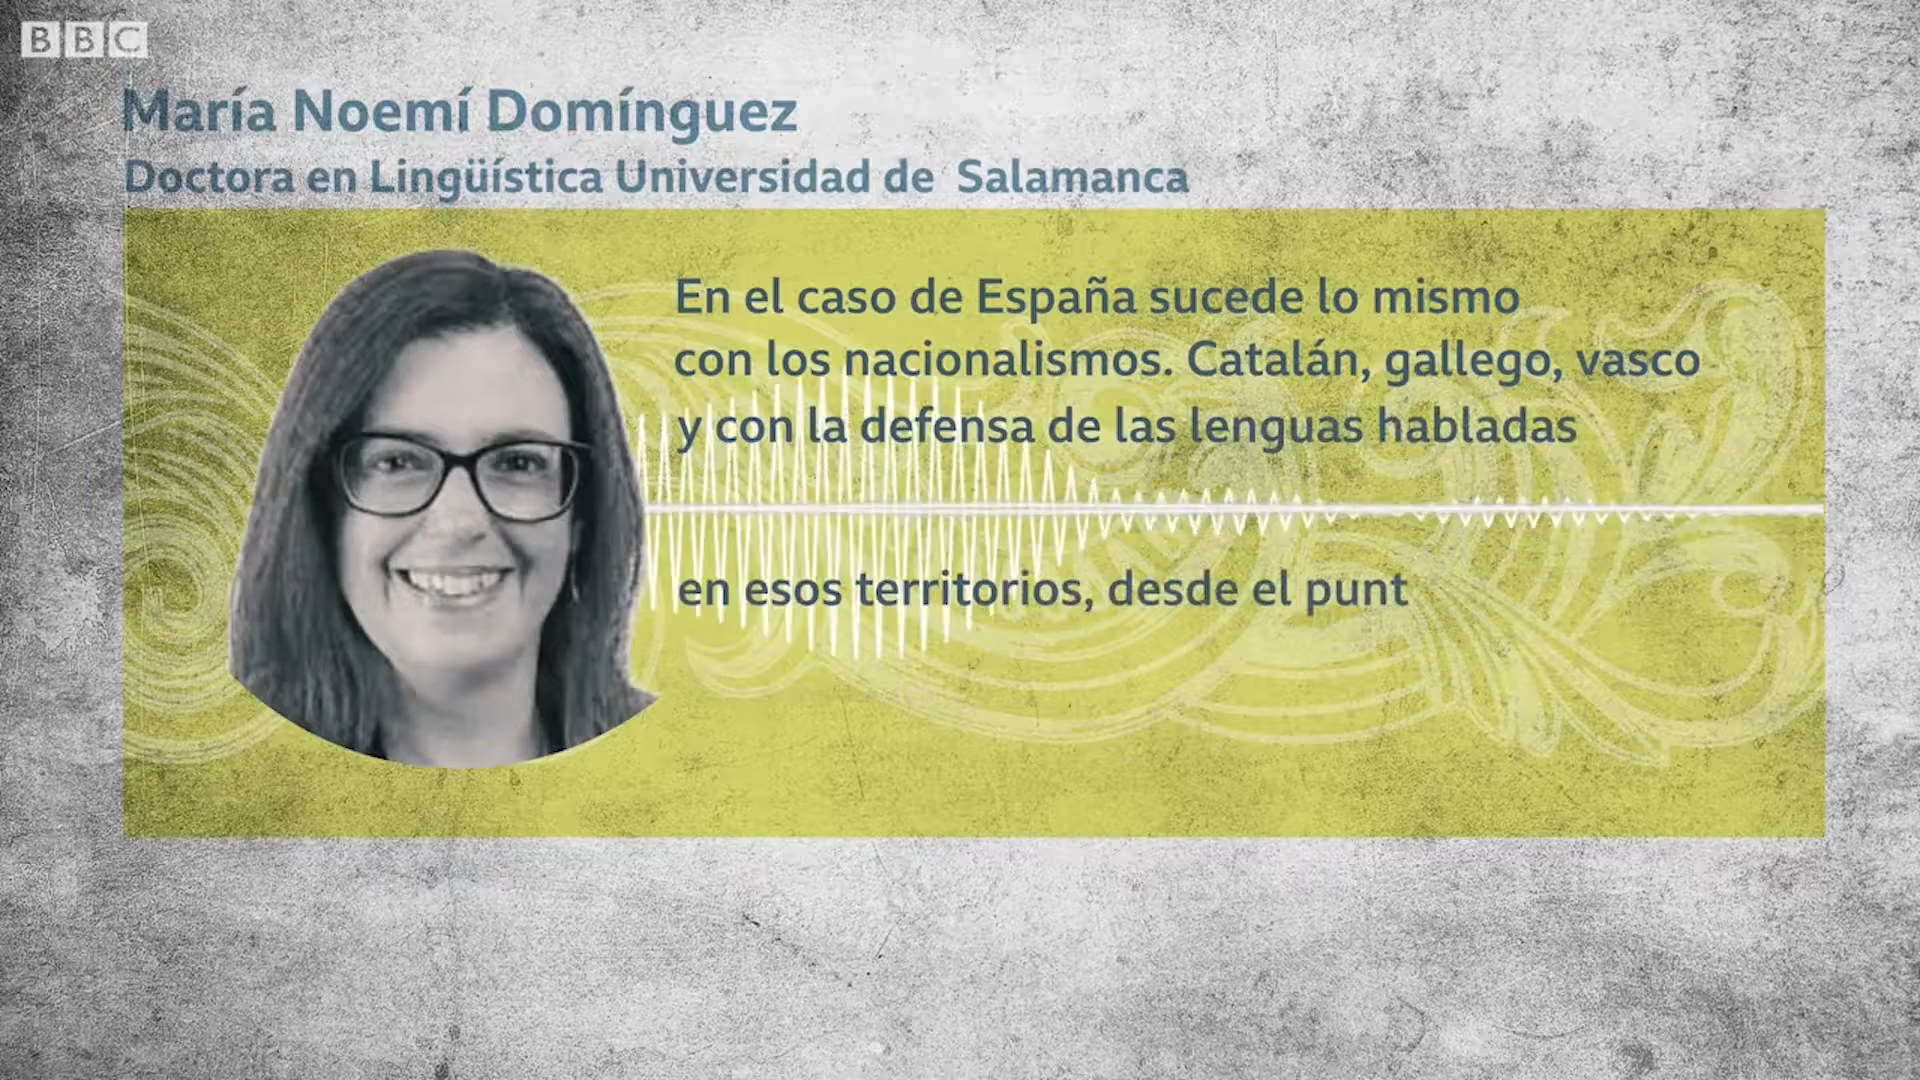 BBC
María Noemí Domínguez
Doctora en Lingüística Universidad de Salamanca
En el caso de España sucede lo mismo
con los nacionalismos. Catalán, gallego, vasco
y con la defensa de las lenguas habladas
en esos territorios, desde el punt